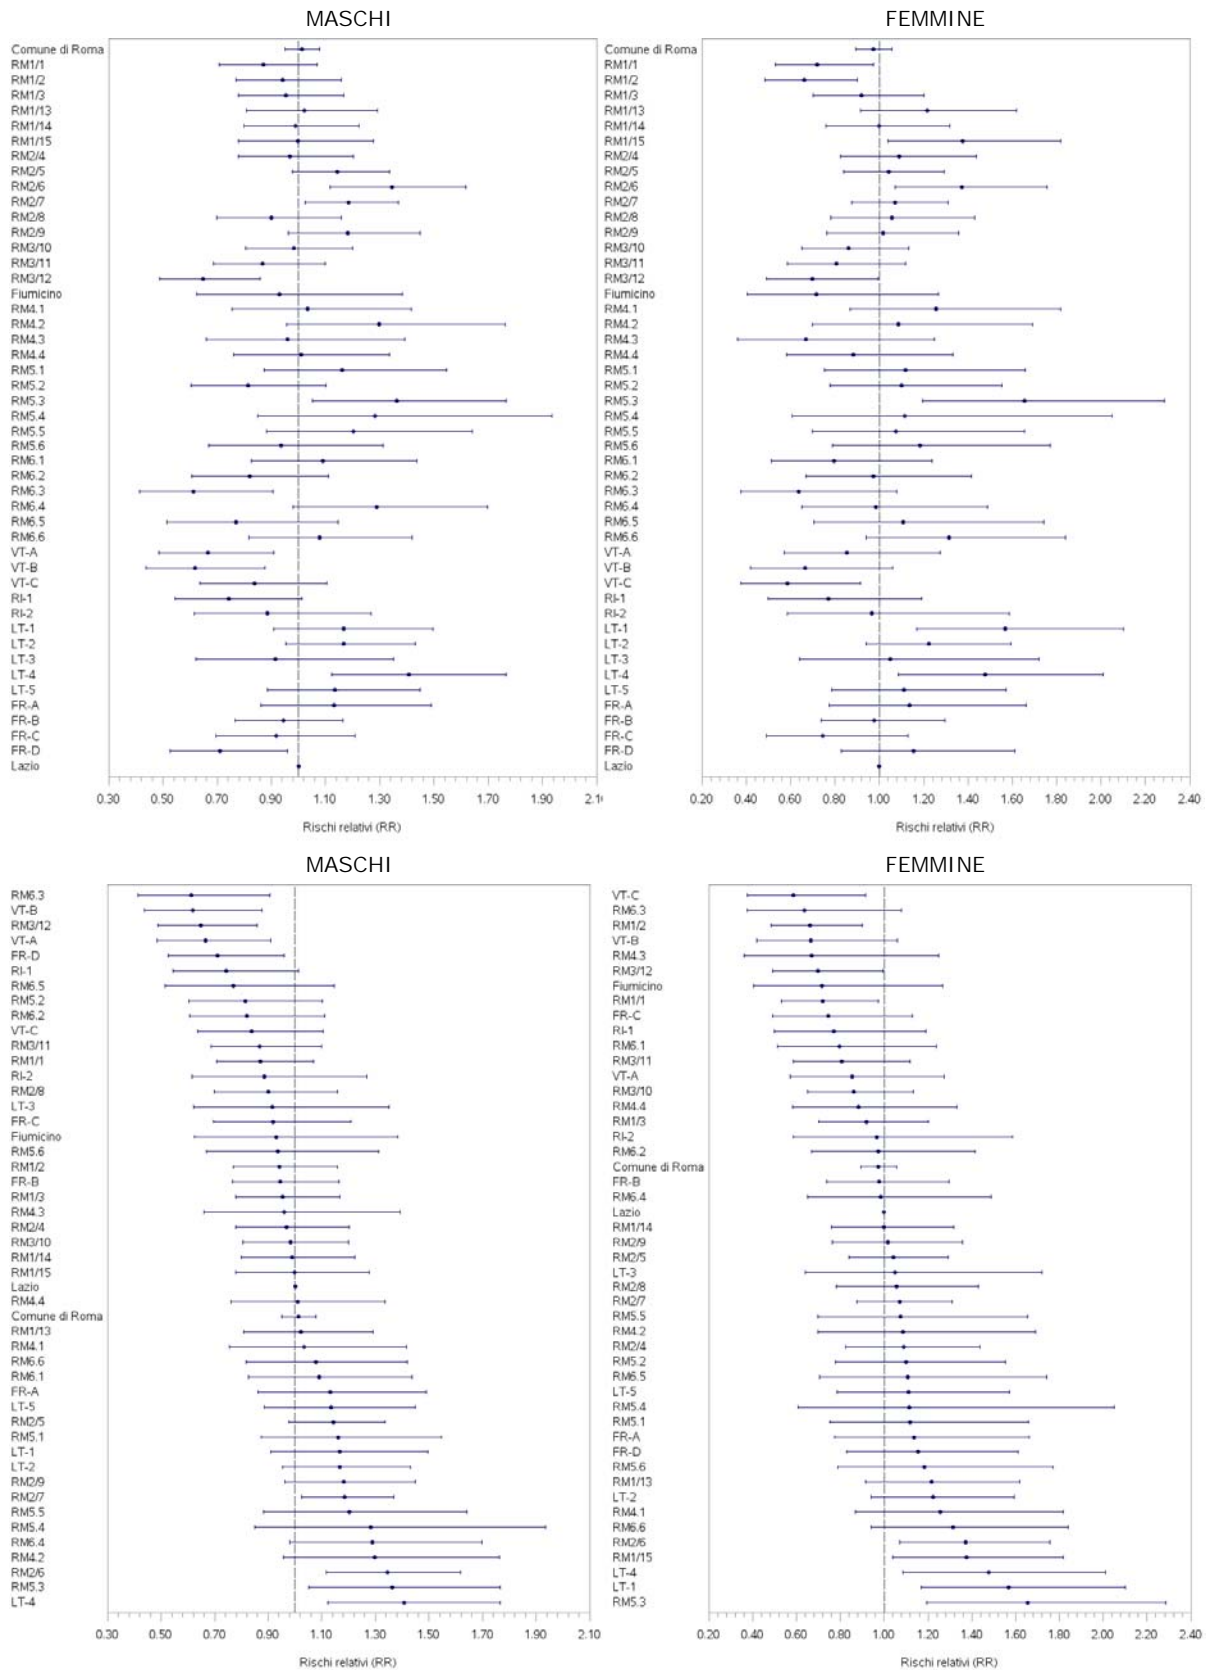 MASCHI
Comune di Roma
RM1/1
RM1/2
RM1/3
RM1/13
RM1/14
RM1/15
RM2/4
RM2/5
RM2/6
RM2/7
RM2/8
RM2/9
RM3/10
RM3/11
RM3/12
Fiumicino
RM4.1
RM4.2
RM4.3
RM4.4
RM5.1
RM5.2
RM5.3
RM5.4
RM5.5
RM5.6
RM6.1
RM6.2
RM6.3
RM6.4
RM6.5
RM6.6
VT-A
VT-B
VT-C
RI-1
RI-2
LT-1
LT-2
LT-3
LT-4
LT-5
FR-A
FR-B
FR-C
FR-D
Lazio
0.30 0.50 0.70 0.90 1.10 1.30 1.50 1.70 1.90 2.10
Rischi relativi (RR)
FEMMINE
Comune di Roma
RM1/1
RM1/2
RM1/3
RM1/13
RM1/14
RM1/15
RM2/4
RM2/5
RM2/6
RM2/7
RM2/8
RM2/9
RM3/10
RM3/11
RM3/12
Fiumicino
RM4.1
RM4.2
RM4.3
RM4.4
RM5.1
RM5.2
RM5.3
RM5.4
RM5.5
RM5.6
RM6.1
RM6.2
RM6.3
RM6.4
RM6.5
RM6.6
VT-A
VT-B
VT-C
RI-1
RI-2
LT-1
LT-2
LT-3
LT-4
LT-5
FR-A
FR-B
FR-C
FR-D
Lazio
0.20 0.40 0.60 0.80 1.00 1.20 1.40 1.60 1.80 2.00 2.20 2.40
Rischi relativi (RR)
MASCHI
RM6.3
VT-B
RM3/12
VT-A
FR-D
RI-1
RM6.5
RM5.2
RM6.2
VT-C
RM3/11
RM1/1
RI-2
RM2/8
LT-3
FR-C
Fiumicino
RM5.6
RM1/2
FR-B
RM1/3
RM4.3
RM2/4
RM3/10
RM1/14
RM1/15
Lazio
RM4.4
Comune di Roma
RM1/13
RM4.1
RM6.6
RM6.1
FR-A
LT-5
RM2/5
RM5.1
LT-1
LT-2
RM2/9
RM2/7
RM5.5
RM5.4
RM6.4
RM4.2
RM2/6
RM5.3
LT-4
0.30 0.50 0.70 0.90 1.10 1.30 1.50 1.70 1.90 2.10
Rischi relativi (RR)
FEMMINE
VT-C
RM6.3
RM1/2
VT-B
RM4.3
RM3/12
Fiumicino
RM1/1
FR-C
RI-1
RM6.1
RM3/11
VT-A
RM3/10
RM4.4
RM1/3
RI-2
RM6.2
Comune di Roma
FR-B
RM6.4
Lazio
RM1/14
RM2/9
RM2/5
LT-3
RM2/8
RM2/7
RM5.5
RM4.2
RM2/4
RM5.2
RM6.5
LT-5
RM5.4
RM5.1
FR-A
FR-D
RM5.6
RM1/13
LT-2
RM4.1
RM6.6
RM2/6
RM1/15
LT-4
LT-1
RM5.3
0.20 0.40 0.60 0.80 1.00 1.20 1.40 1.60 1.80 2.00 2.20 2.40
Rischi relativi (RR)